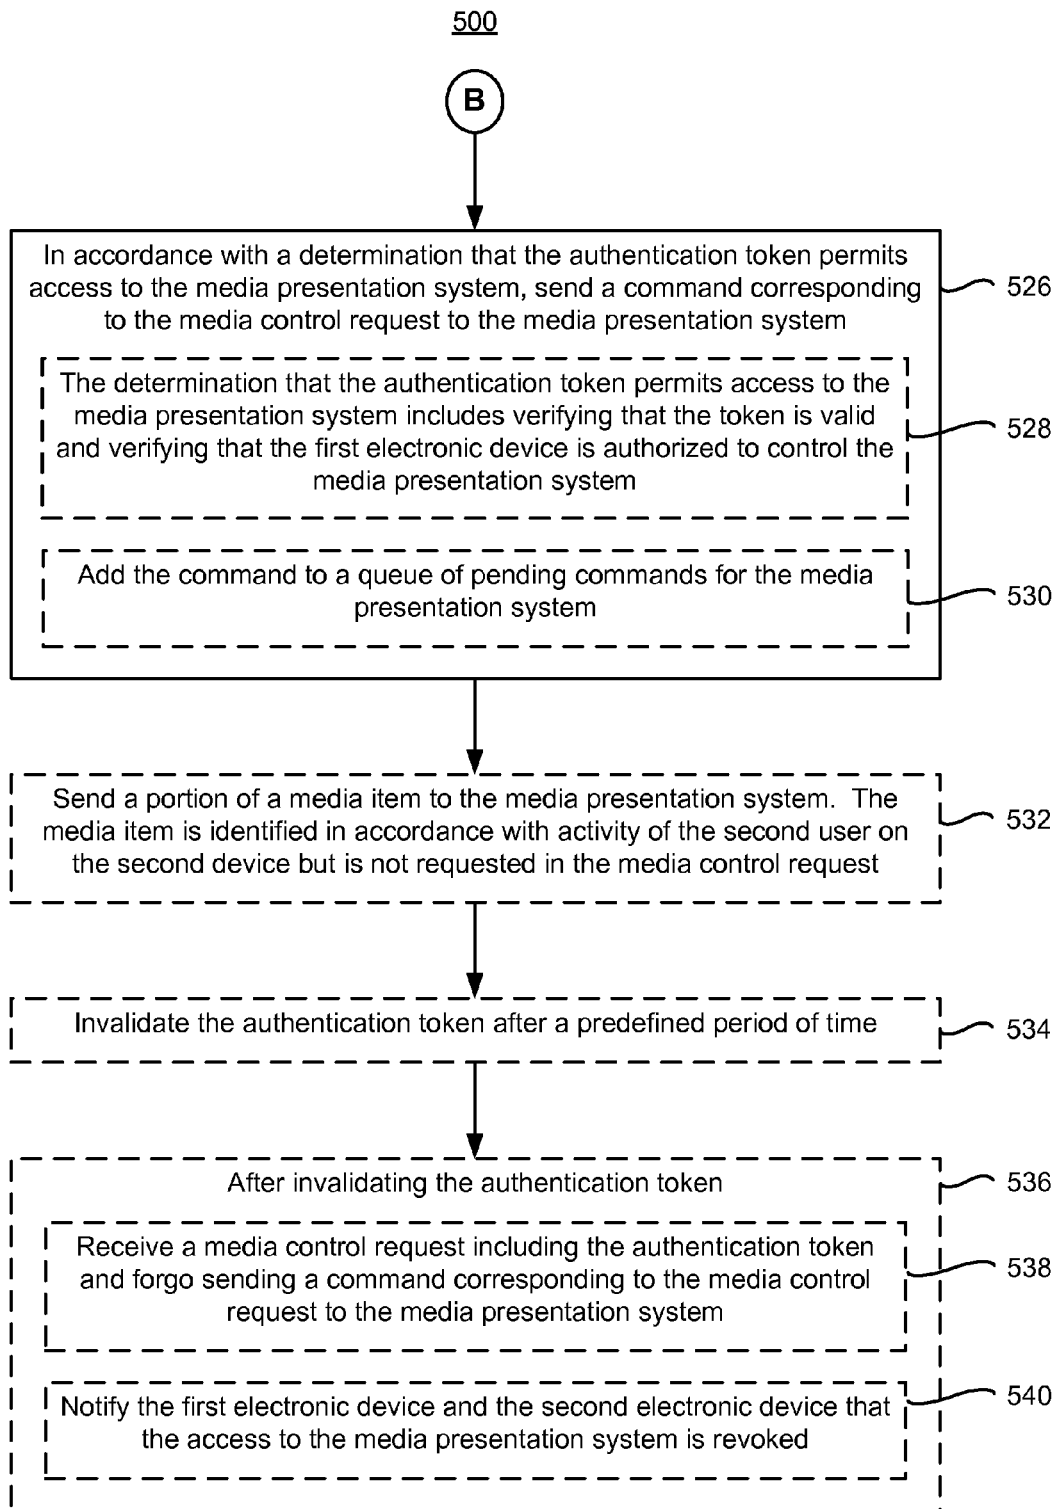 500
B
In accordance with a determination that the authentication token permits
access to the media presentation system, send a command corresponding
to the media control request to the media presentation system
526
The determination that the authentication token permits access to the
media presentation system includes verifying that the token is valid
and verifying that the first electronic device is authorized to control the
media presentation system
528
Add the command to a queue of pending commands for the media
presentation system
530
Send a portion of a media item to the media presentation system.  The
media item is identified in accordance with activity of the second user on
the second device but is not requested in the media control request
532
Invalidate the authentication token after a predefined period of time
534
After invalidating the authentication token
536
Receive a media control request including the authentication token
and forgo sending a command corresponding to the media control
request to the media presentation system
538
Notify the first electronic device and the second electronic device that
the access to the media presentation system is revoked
540